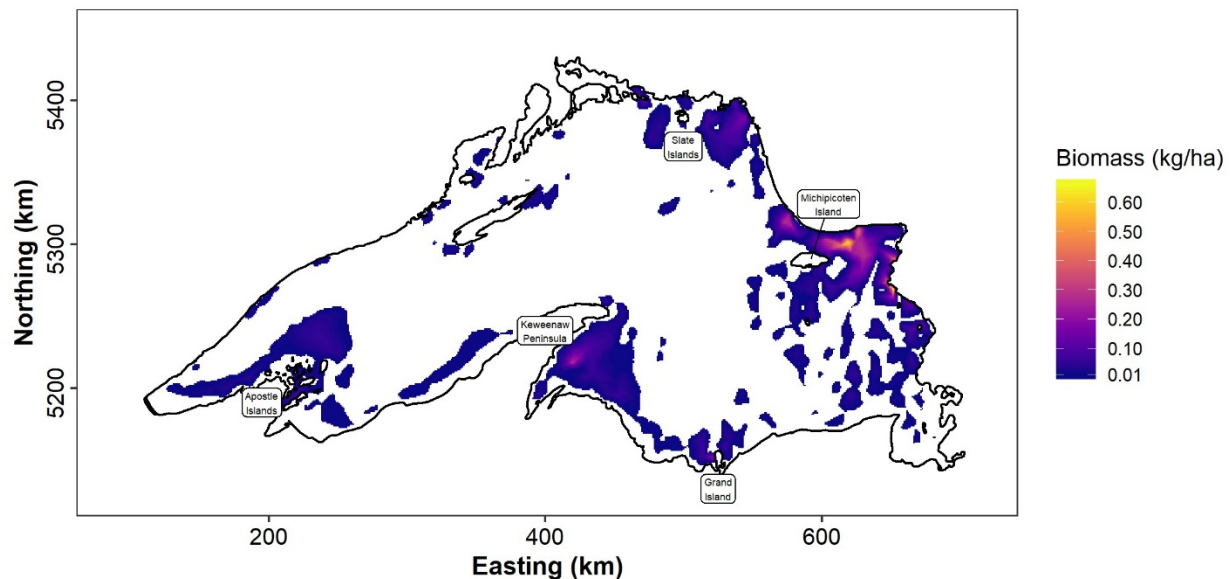 Northing (km)
5400
5300
5200
200
400
600
Easting (km)
Slate
Islands
Michipicoten
Island
Keweenaw
Peninsula
Apostle
Islands
Grand
Island
Biomass (kg/ha)
0.60
0.50
0.40
0.30
0.20
0.10
0.01